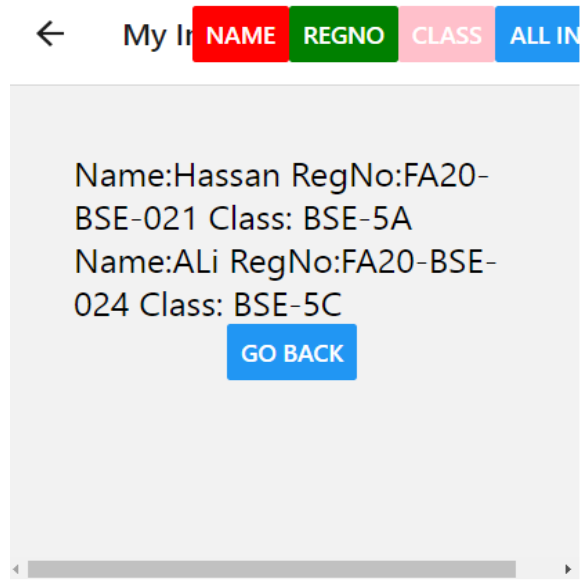 My I NAME REGNO CLASS ALL IN
Name:Hassan RegNo:FA20-
BSE-021 Class: BSE-5A
Name:ALi RegNo:FA20-BSE-
024 Class: BSE-5C
GO BACK